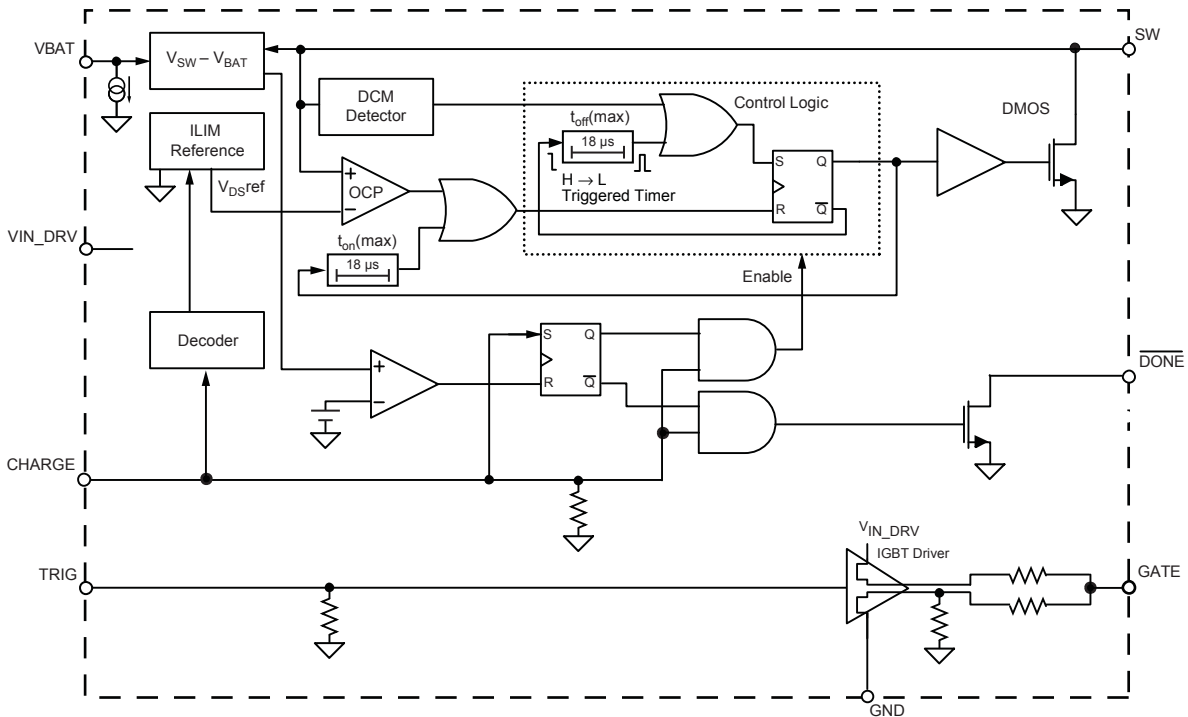 VBAT
V_SW – V_BAT
SW
DCM
Detector
Control Logic
DMOS
t_off(max)
18 µs
ILIM
Reference
V_DSref
H → L
Triggered Timer
S
Q
R
Q̅
+
OCP
−
t_on(max)
18 µs
VIN_DRV
Enable
Decoder
S
Q
R
Q̅
+
−
D̅O̅N̅E̅
CHARGE
V_IN_DRV
IGBT Driver
TRIG
GATE
GND